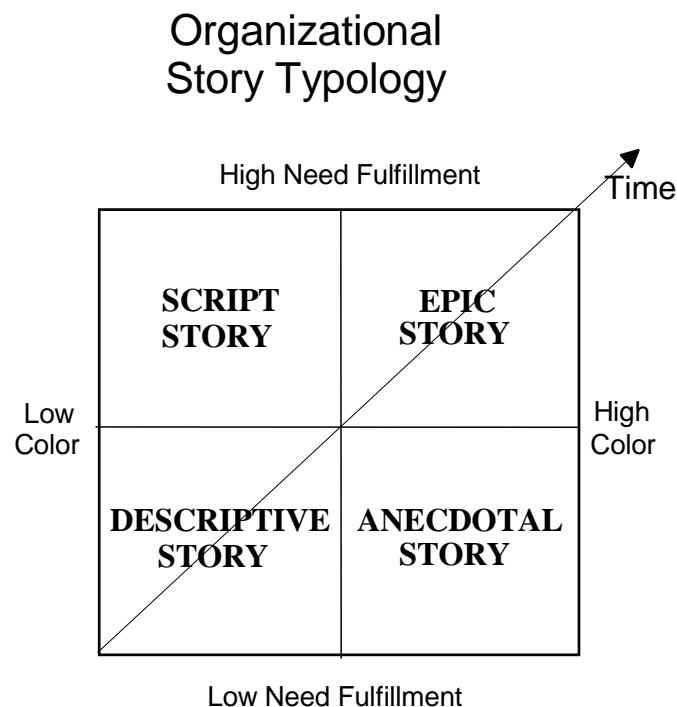 Organizational
Story Typology
High Need Fulfillment
Time
SCRIPT
STORY
EPIC
STORY
Low
Color
High
Color
DESCRIPTIVE
STORY
ANECDOTAL
STORY
Low Need Fulfillment